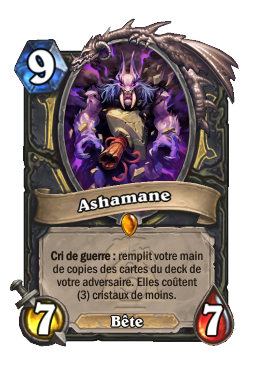 9
Ashamane
Cri de guerre : remplit votre main
de copies des cartes du deck de
votre adversaire. Elles coûtent
(3) cristaux de moins.
7
Bête
7